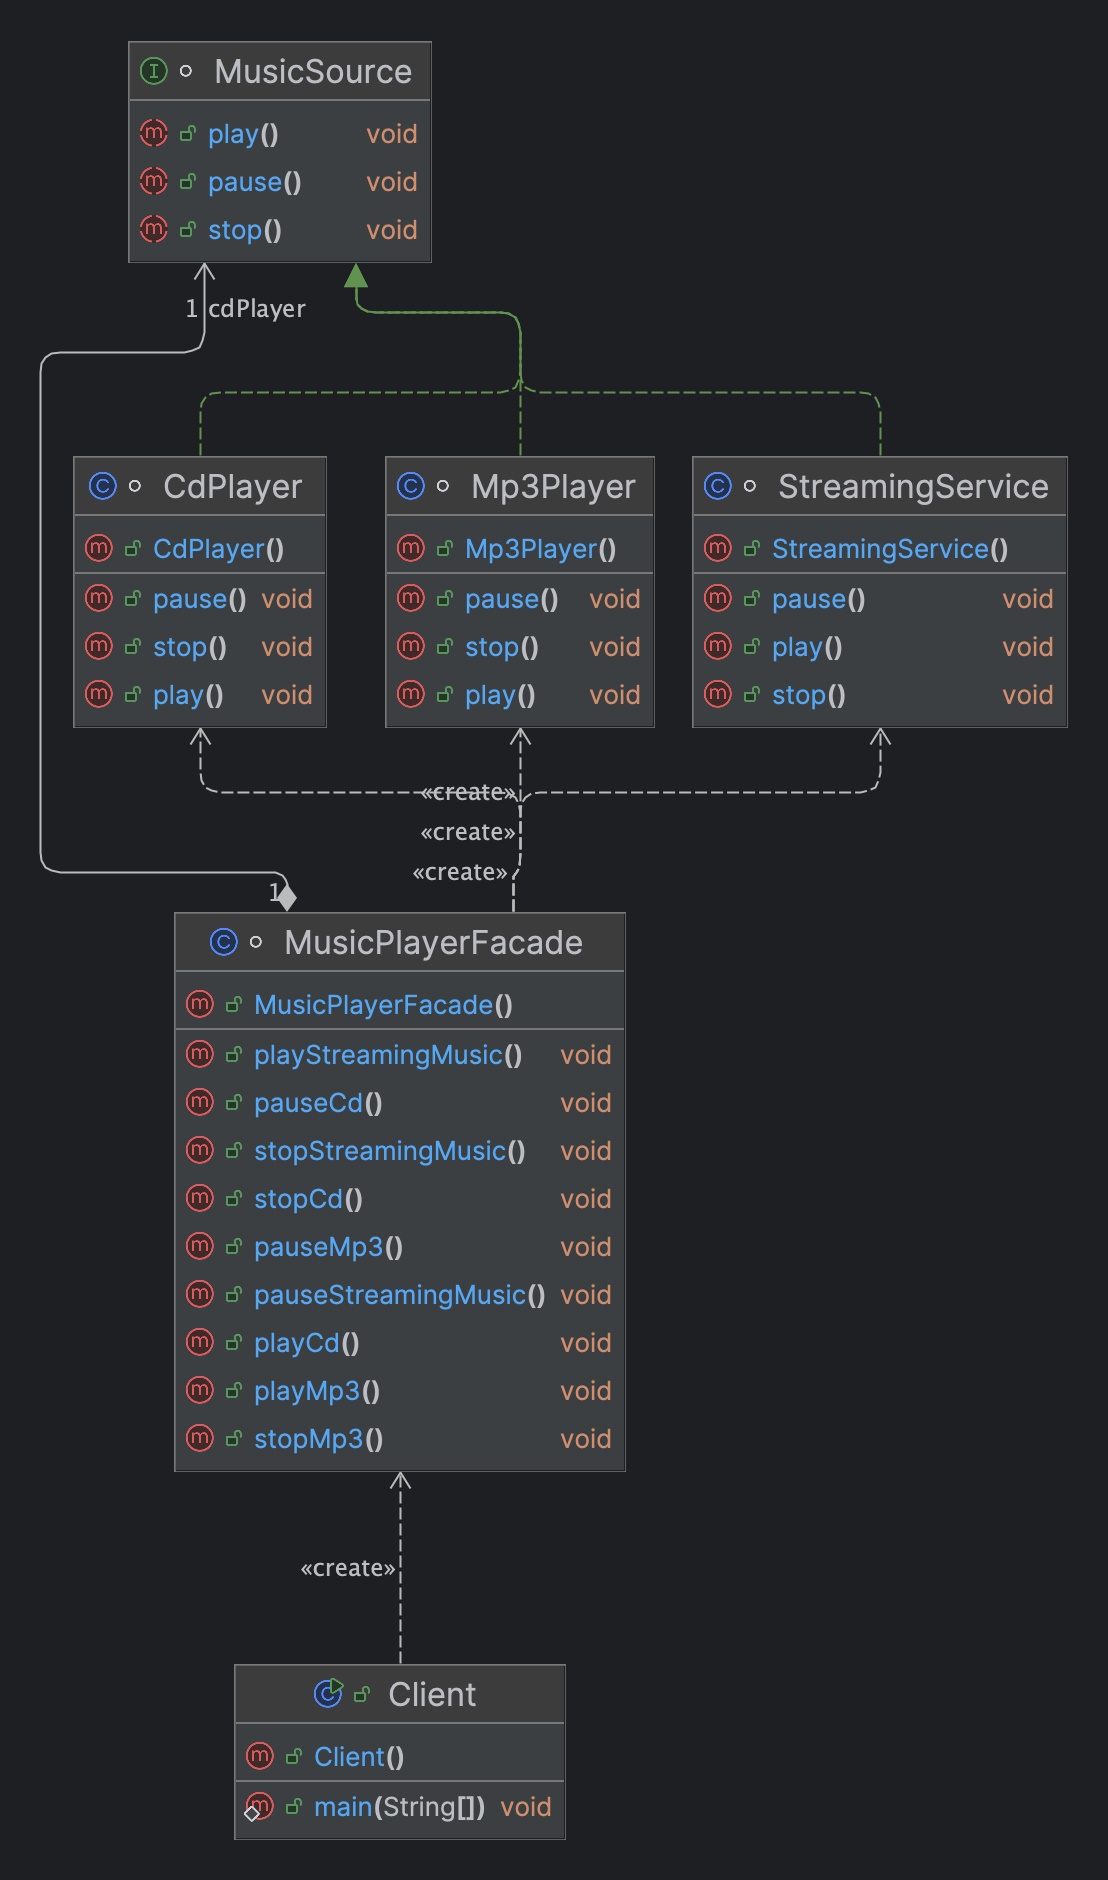 MusicSource
play() void
pause() void
stop() void
1 cdPlayer
CdPlayer
CdPlayer()
pause() void
stop() void
play() void
Mp3Player
Mp3Player()
pause() void
stop() void
play() void
StreamingService
StreamingService()
pause() void
play() void
stop() void
«create»
«create»
«create»
1
MusicPlayerFacade
MusicPlayerFacade()
playStreamingMusic() void
pauseCd() void
stopStreamingMusic() void
stopCd() void
pauseMp3() void
pauseStreamingMusic() void
playCd() void
playMp3() void
stopMp3() void
«create»
Client
Client()
main(String[]) void